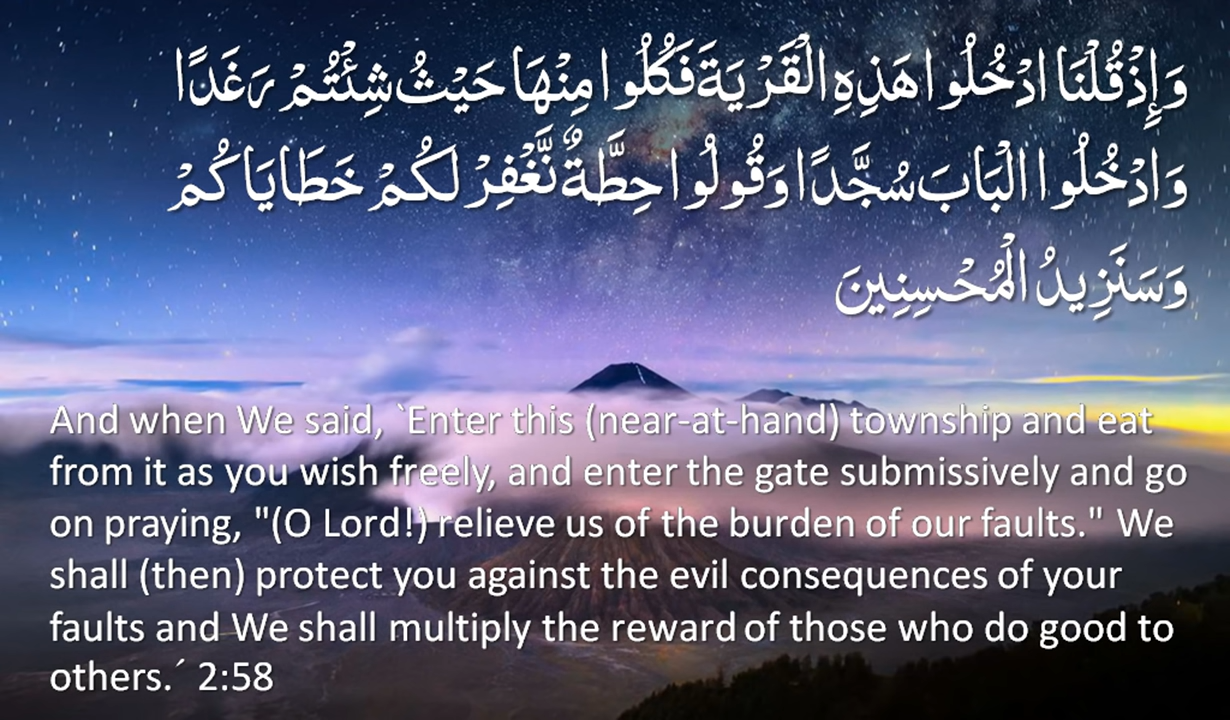 وَإِذْ قُلْنَا ادْخُلُوا هَذِهِ الْقَرْيَةَ فَكُلُوا مِنْهَا حَيْثُ شِئْتُمْ رَغَدًا
وَادْخُلُوا الْبَابَ سُجَّدًا وَقُولُوا حِطَّةٌ نَّغْفِرْ لَكُمْ خَطَايَاكُمْ
وَسَنَزِيدُ الْمُحْسِنِينَ
And when We said, `Enter this (near-at-hand) township and eat
from it as you wish freely, and enter the gate submissively and go
on praying, "(O Lord!) relieve us of the burden of our faults." We
shall (then) protect you against the evil consequences of your
faults and We shall multiply the reward of those who do good to
others.´ 2:58